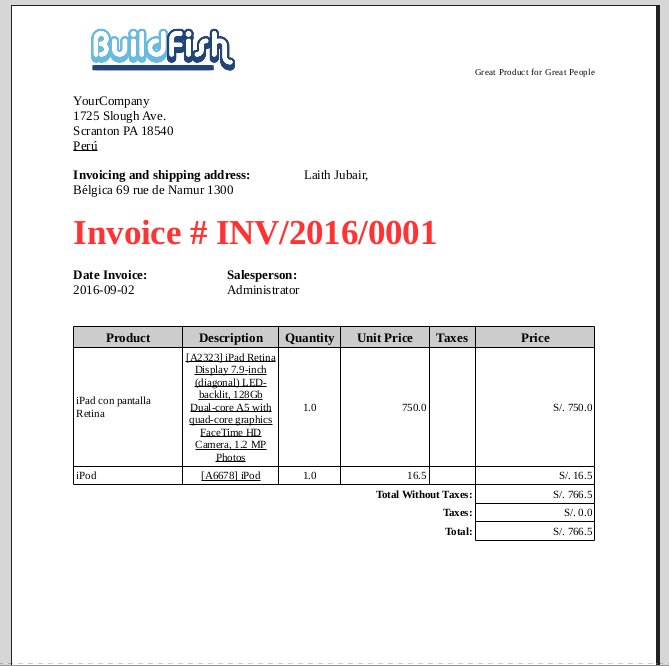 BuildFish
Great Product for Great People
YourCompany
1725 Slough Ave.
Scranton PA 18540
Perú
Invoicing and shipping address: Laith Jubair,
Bélgica 69 rue de Namur 1300
Invoice # INV/2016/0001
Date Invoice: Salesperson:
2016-09-02 Administrator
Product Description Quantity Unit Price Taxes Price
[A2323] iPad Retina
Display 7.9-inch
(diagonal) LED-
backlit, 128Gb
iPad con pantalla Retina Dual-core A5 with 1.0 750.0 S/. 750.0
quad-core graphics
FaceTime HD
Camera, 1.2 MP
Photos
iPod [A6678] iPod 1.0 16.5 S/. 16.5
Total Without Taxes: S/. 766.5
Taxes: S/. 0.0
Total: S/. 766.5